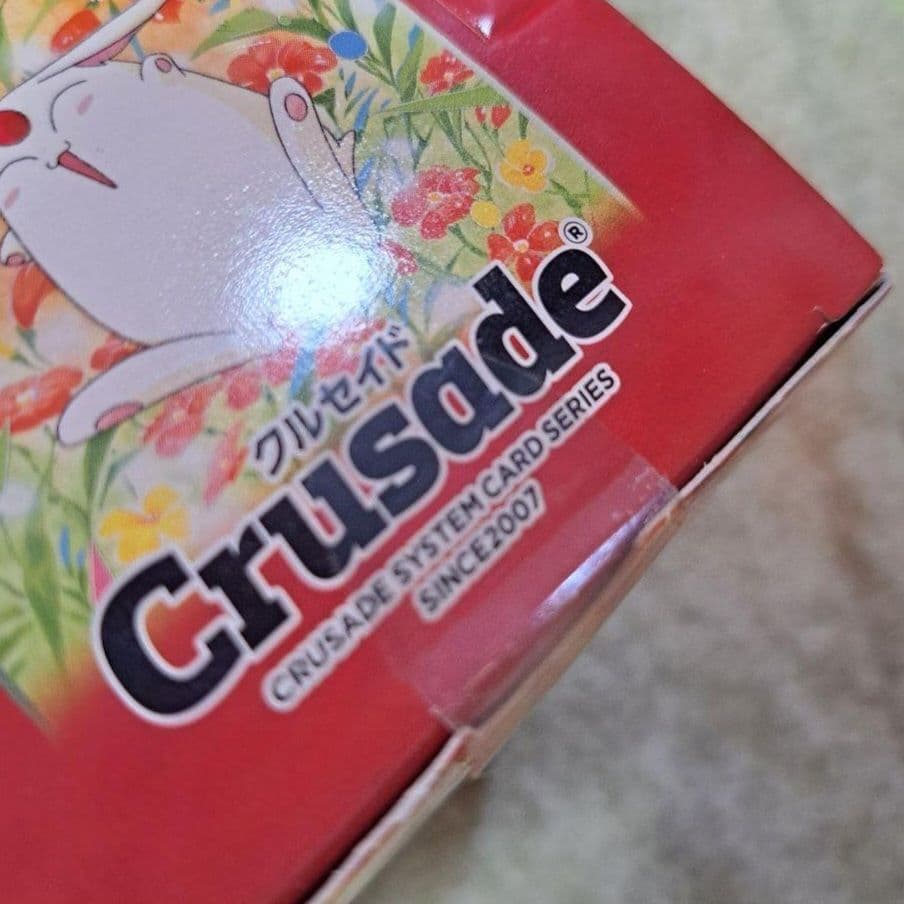 クルセイド
Crusade®
CRUSADE SYSTEM CARD SERIES
SINCE2007